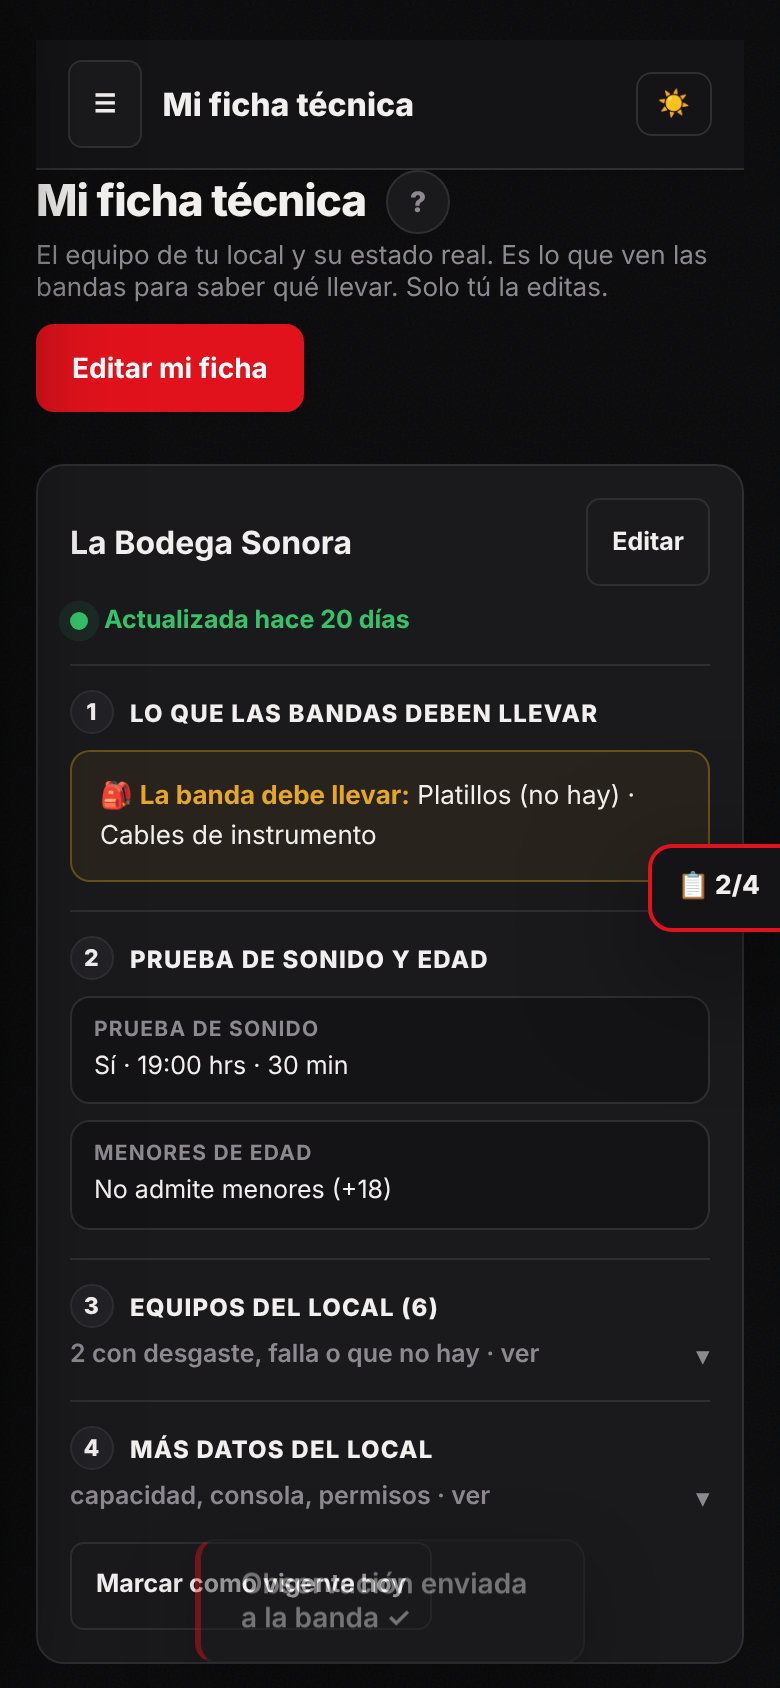 ☰ Mi ficha técnica ☀️
Mi ficha técnica ?
El equipo de tu local y su estado real. Es lo que ven las
bandas para saber qué llevar. Solo tú la editas.
Editar mi ficha
La Bodega Sonora Editar
Actualizada hace 20 días
1 LO QUE LAS BANDAS DEBEN LLEVAR
🎒 La banda debe llevar: Platillos (no hay) ·
Cables de instrumento
📋 2/4
2 PRUEBA DE SONIDO Y EDAD
PRUEBA DE SONIDO
Sí · 19:00 hrs · 30 min
MENORES DE EDAD
No admite menores (+18)
3 EQUIPOS DEL LOCAL (6)
2 con desgaste, falla o que no hay · ver ▼
4 MÁS DATOS DEL LOCAL
capacidad, consola, permisos · ver ▼
Marcar como vigente hoy
Observación enviada
a la banda ✓